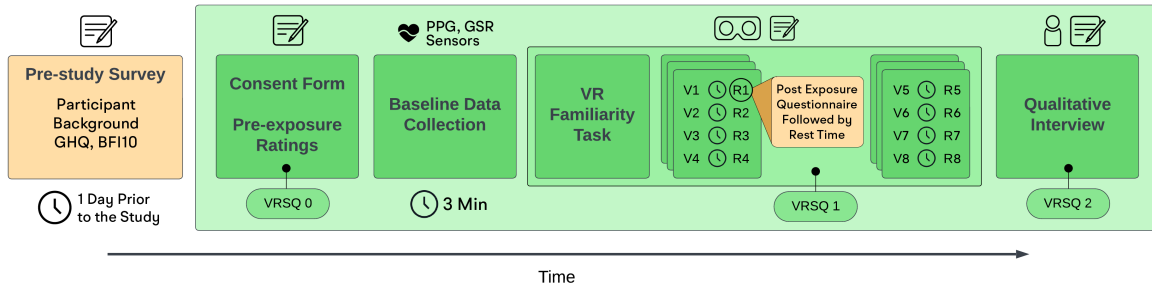 Pre-study Survey
Participant
Background
GHQ, BFI10
1 Day Prior
to the Study
Consent Form
Pre-exposure
Ratings
VRSQ 0
PPG, GSR
Sensors
Baseline Data
Collection
3 Min
VR
Familiarity
Task
V1 R1
V2 R2
V3 R3
V4 R4
Post Exposure
Questionnaire
Followed by
Rest Time
VRSQ 1
V5 R5
V6 R6
V7 R7
V8 R8
Qualitative
Interview
VRSQ 2
Time